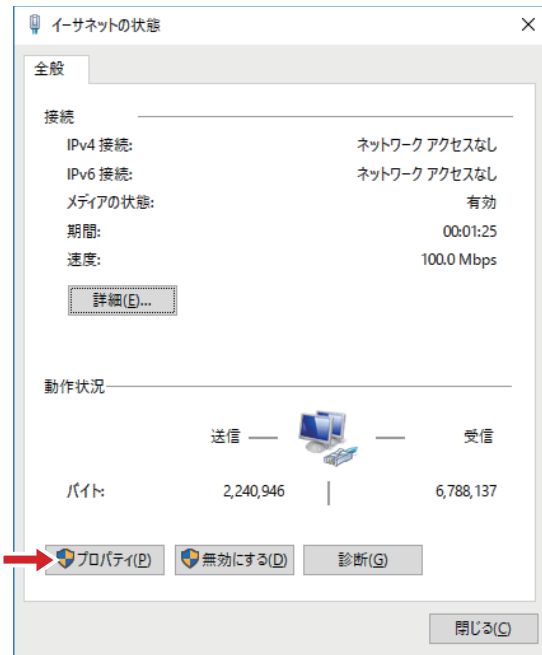 イーサネットの状態
全般
接続
IPv4 接続: ネットワーク アクセスなし
IPv6 接続: ネットワーク アクセスなし
メディアの状態: 有効
期間: 00:01:25
速度: 100.0 Mbps
詳細(E)...
動作状況
送信 受信
バイト: 2,240,946 6,788,137
プロパティ(P) 無効にする(D) 診断(G)
閉じる(C)